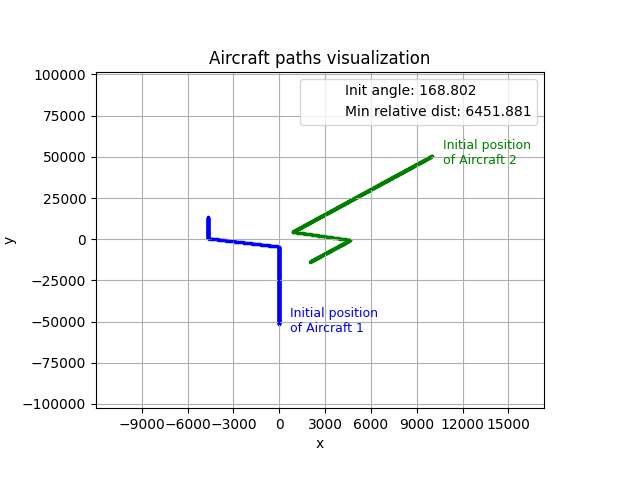 Aircraft paths visualization
100000
75000
50000
25000
0
−25000
−50000
−75000
−100000
y
Init angle: 168.802
Min relative dist: 6451.881
Initial position
of Aircraft 2
Initial position
of Aircraft 1
−9000 −6000 −3000 0 3000 6000 9000 12000 15000
x